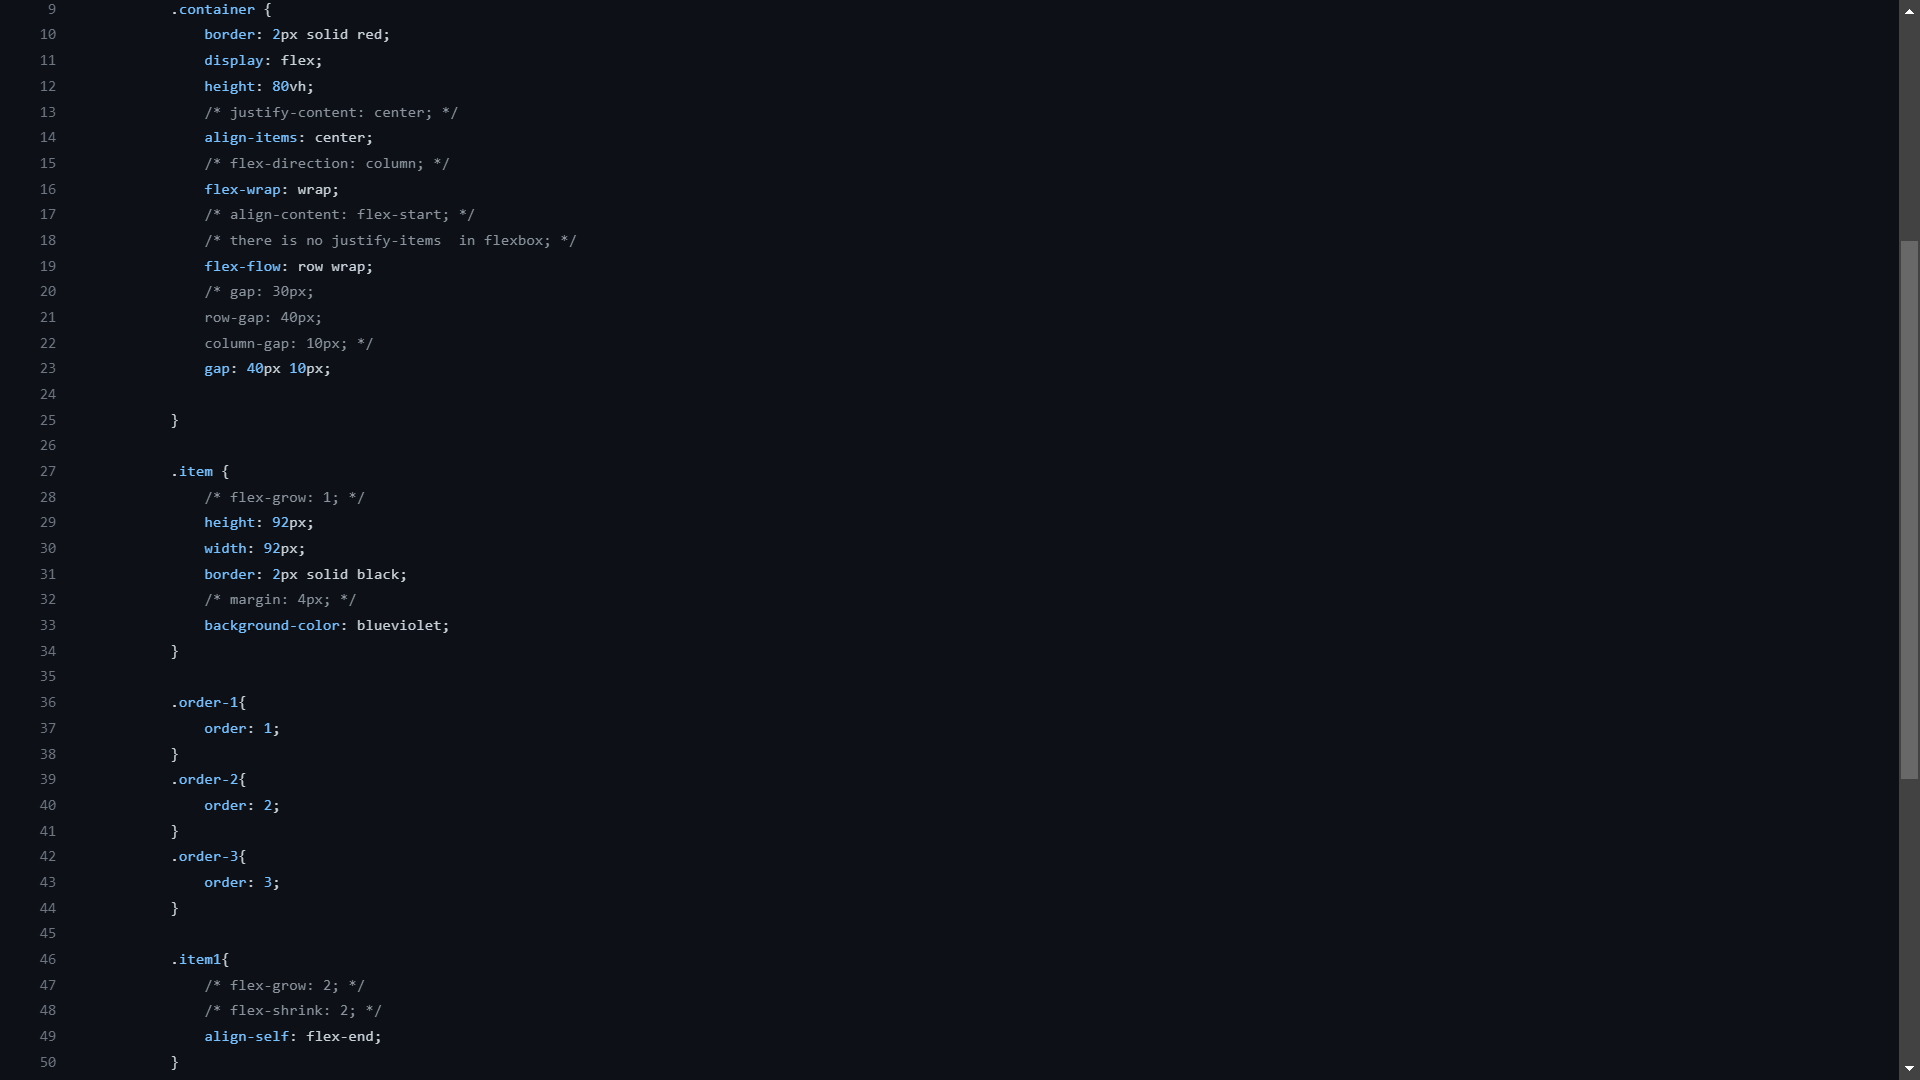 9 .container {
10 border: 2px solid red;
11 display: flex;
12 height: 80vh;
13 /* justify-content: center; */
14 align-items: center;
15 /* flex-direction: column; */
16 flex-wrap: wrap;
17 /* align-content: flex-start; */
18 /* there is no justify-items  in flexbox; */
19 flex-flow: row wrap;
20 /* gap: 30px;
21 row-gap: 40px;
22 column-gap: 10px; */
23 gap: 40px 10px;
24
25 }
26
27 .item {
28 /* flex-grow: 1; */
29 height: 92px;
30 width: 92px;
31 border: 2px solid black;
32 /* margin: 4px; */
33 background-color: blueviolet;
34 }
35
36 .order-1{
37 order: 1;
38 }
39 .order-2{
40 order: 2;
41 }
42 .order-3{
43 order: 3;
44 }
45
46 .item1{
47 /* flex-grow: 2; */
48 /* flex-shrink: 2; */
49 align-self: flex-end;
50 }